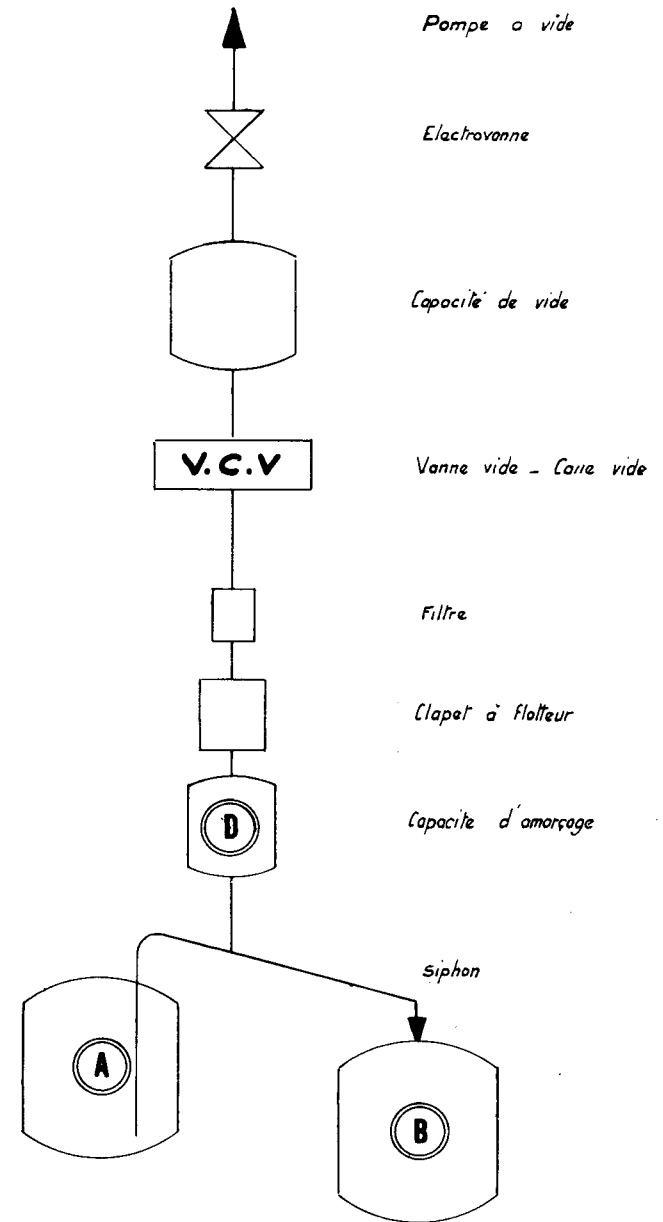 Pompe a vide
Electrovanne
Capacité de vide
V.C.V
Vanne vide - Casse vide
Filtre
Clapet à flotteur
D
Capacite d'amorçage
Siphon
A
B